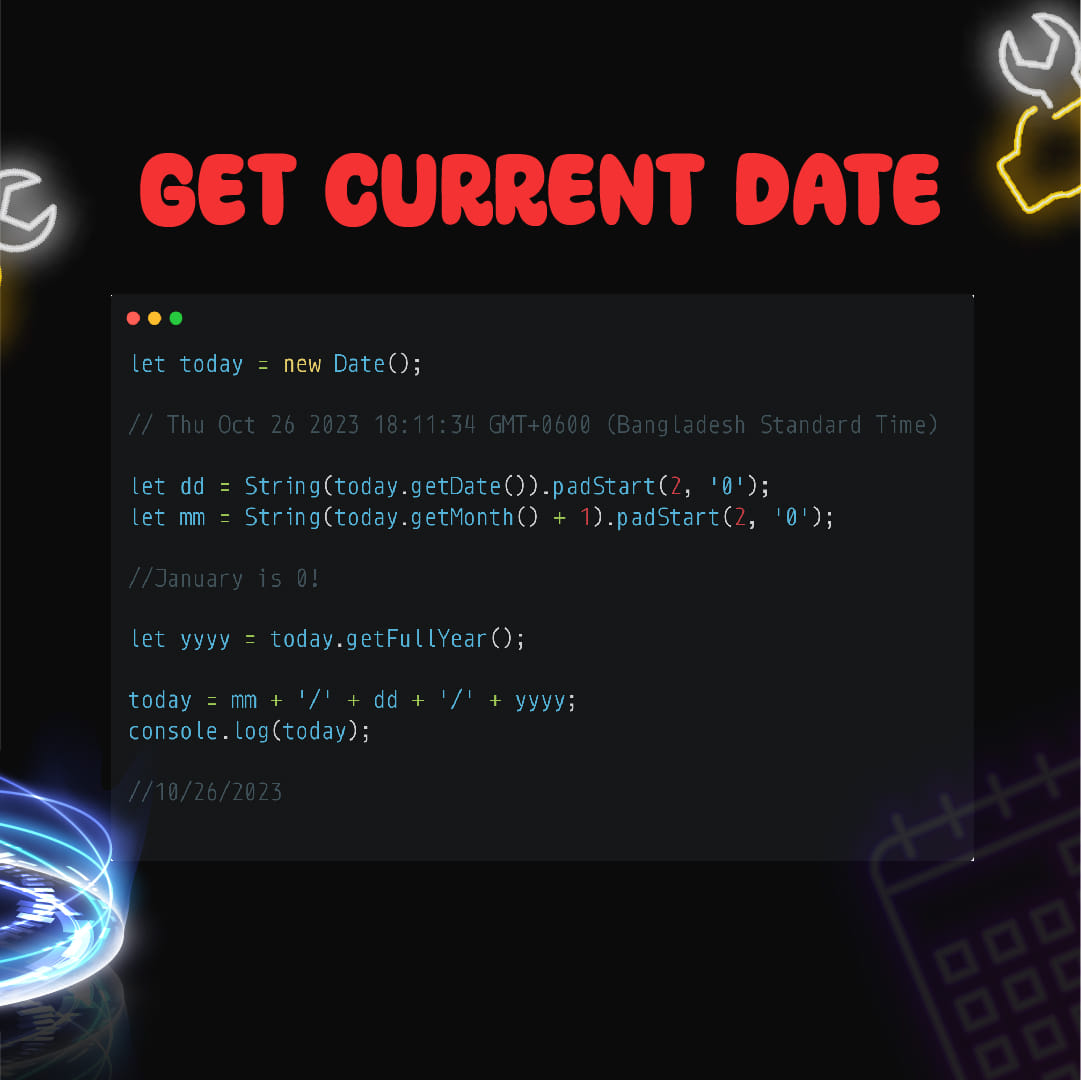 GET CURRENT DATE
let today = new Date();
// Thu Oct 26 2023 18:11:34 GMT+0600 (Bangladesh Standard Time)
let dd = String(today.getDate()).padStart(2, '0');
let mm = String(today.getMonth() + 1).padStart(2, '0');
//January is 0!
let yyyy = today.getFullYear();
today = mm + '/' + dd + '/' + yyyy;
console.log(today);
//10/26/2023